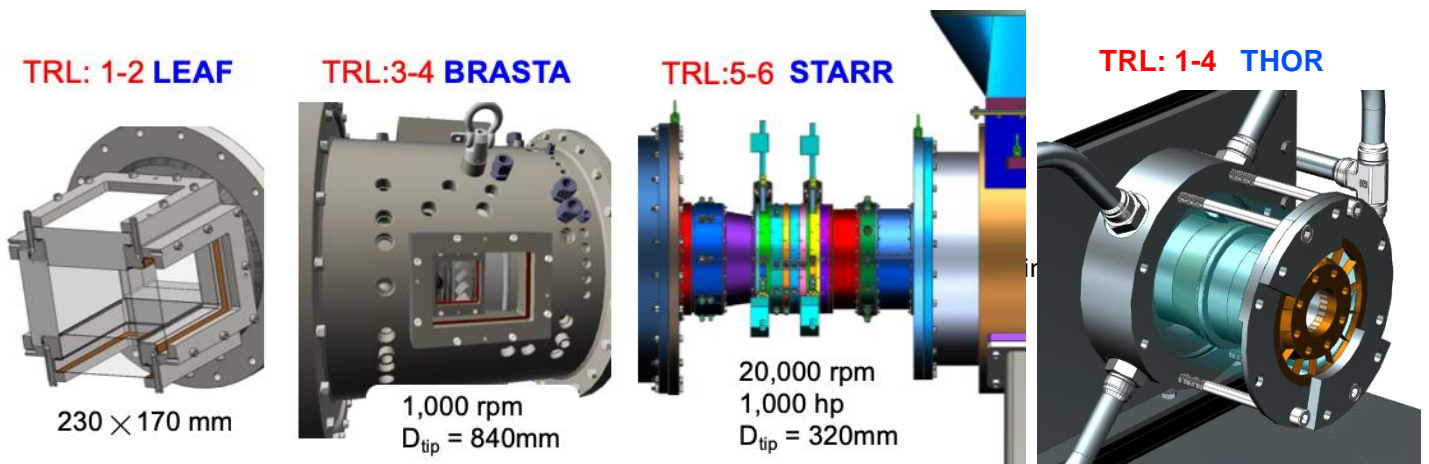 TRL: 1-2 LEAF
230 × 170 mm
TRL:3-4 BRASTA
1,000 rpm
Dtip = 840mm
TRL:5-6 STARR
20,000 rpm
1,000 hp
Dtip = 320mm
TRL: 1-4 THOR